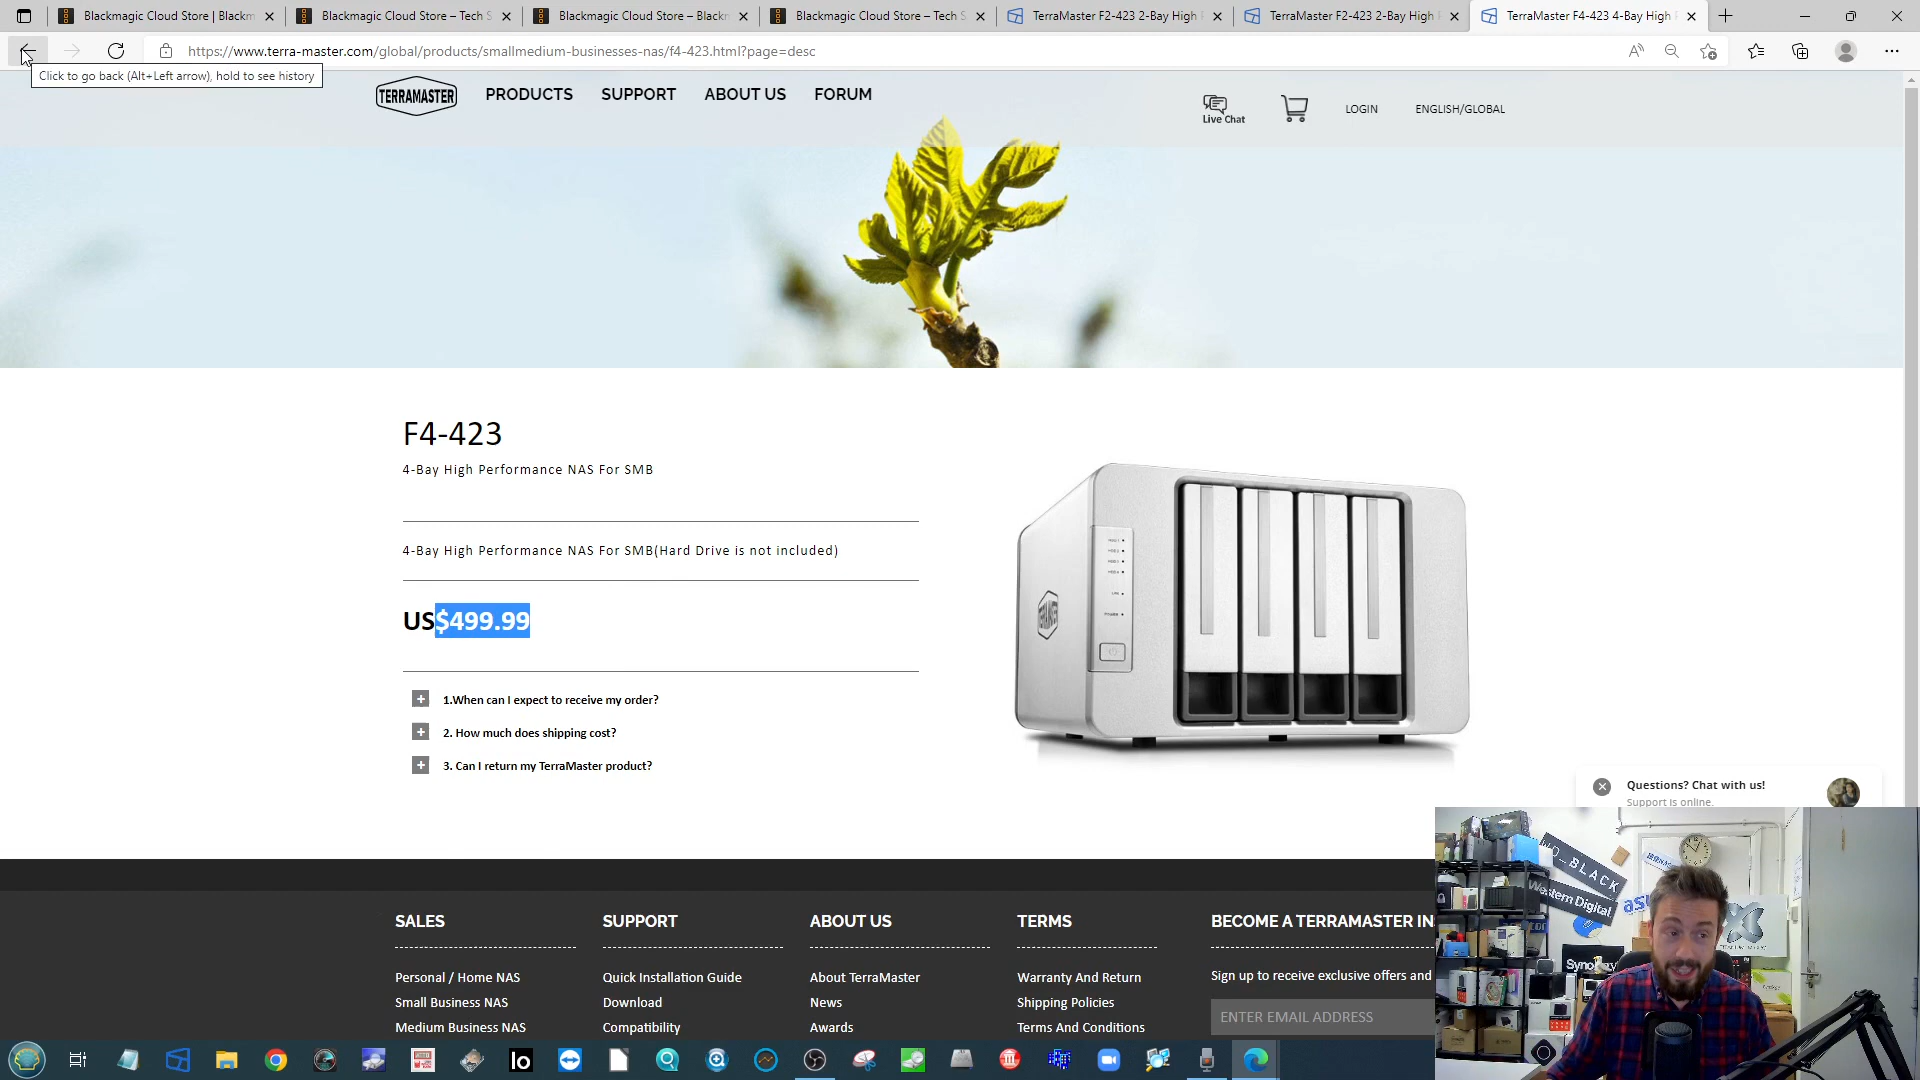 Blackmagic Cloud Store | Blackm
Blackmagic Cloud Store – Tech S
Blackmagic Cloud Store – Black
Blackmagic Cloud Store – Tech S
TerraMaster F2-423 2-Bay High
TerraMaster F2-423 2-Bay High
TerraMaster F4-423 4-Bay High
https://www.terra-master.com/global/products/smallmedium-businesses-nas/f4-423.html?page=desc
Click to go back (Alt+Left arrow), hold to see history
TERRAMASTER
PRODUCTS
SUPPORT
ABOUT US
FORUM
Live Chat
LOGIN
ENGLISH/GLOBAL
F4-423
4-Bay High Performance NAS For SMB
4-Bay High Performance NAS For SMB(Hard Drive is not included)
US$499.99
1.When can I expect to receive my order?
2. How much does shipping cost?
3. Can I return my TerraMaster product?
Questions? Chat with us!
Support is online.
SALES
Personal / Home NAS
Small Business NAS
Medium Business NAS
SUPPORT
Quick Installation Guide
Download
Compatibility
ABOUT US
About TerraMaster
News
Awards
TERMS
Warranty And Return
Shipping Policies
Terms And Conditions
BECOME A TERRAMASTER IN
Sign up to receive exclusive offers and
ENTER EMAIL ADDRESS
WD_BLACK
Western Digital
Synology
IO